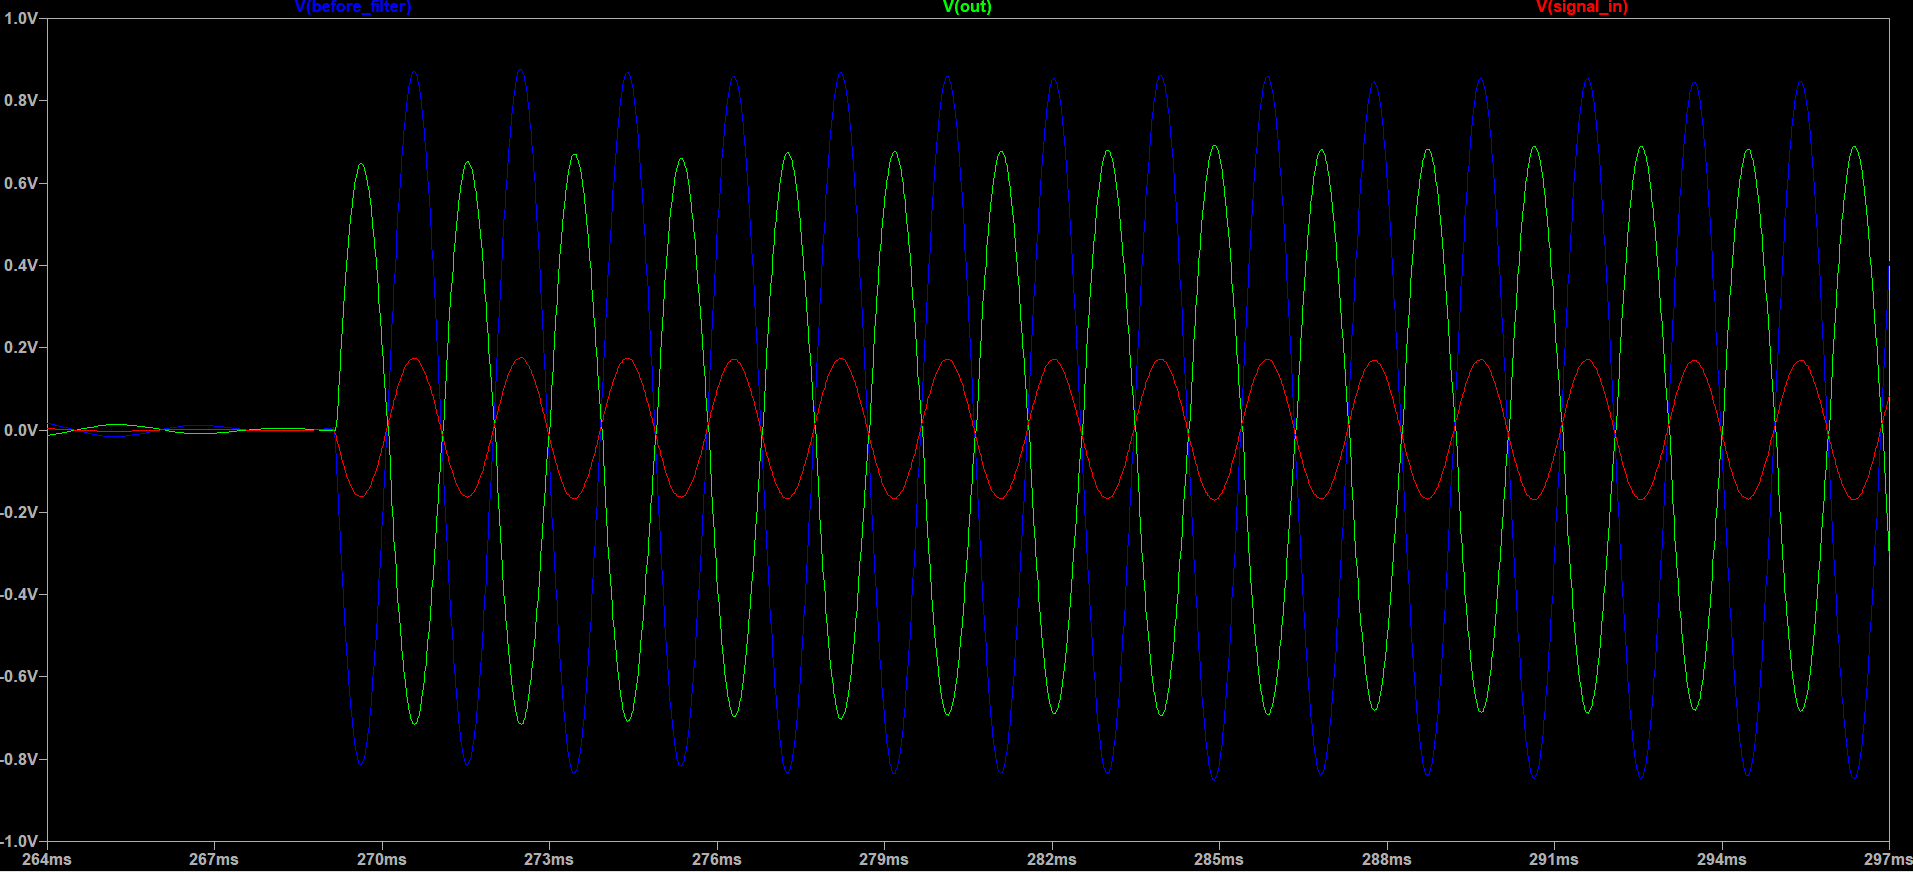 V(before_filter) V(out) V(signal_in)
1.0V
0.8V
0.6V
0.4V
0.2V
0.0V
-0.2V
-0.4V
-0.6V
-0.8V
-1.0V
264ms 267ms 270ms 273ms 276ms 279ms 282ms 285ms 288ms 291ms 294ms 297ms